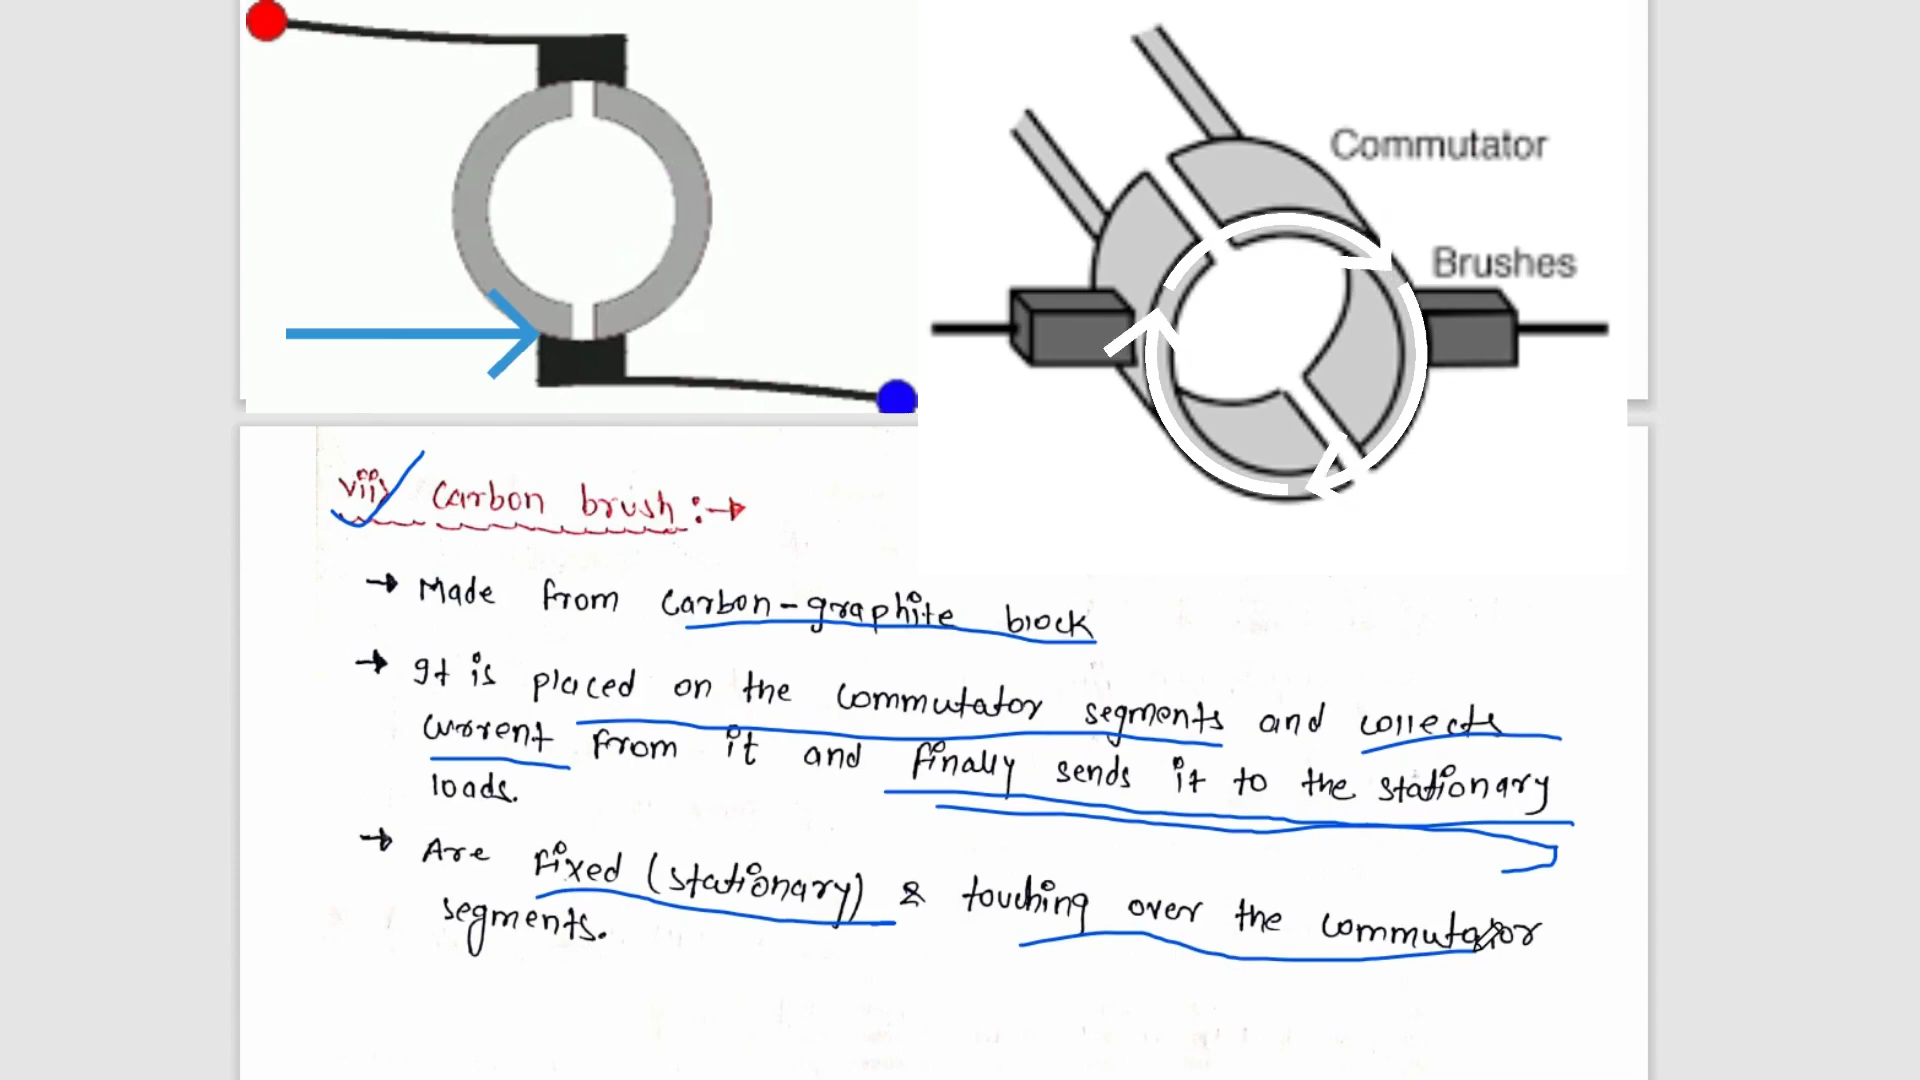 Commutator
Brushes
vii) Carbon brush :→
→ Made from carbon-graphite block
→ It is placed on the commutator segments and collects
current from it and finally sends it to the stationary
loads.
→ Are fixed (stationary) & touching over the commutator
segments.